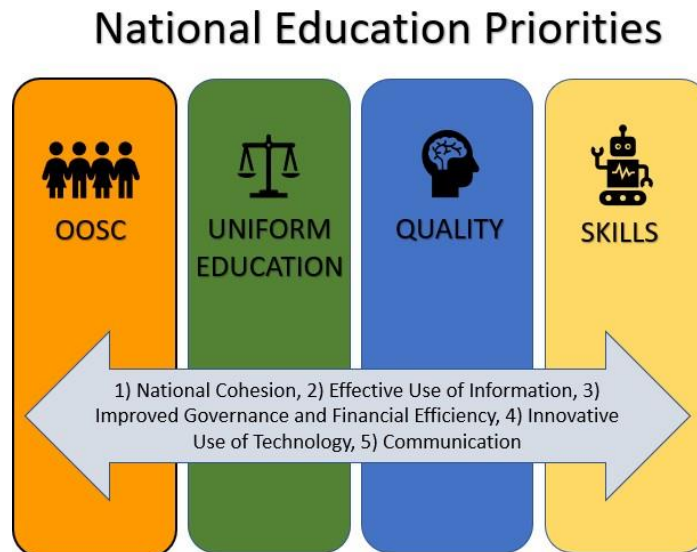 National Education Priorities
OOSC
UNIFORM
EDUCATION
QUALITY
SKILLS
1) National Cohesion, 2) Effective Use of Information, 3)
Improved Governance and Financial Efficiency, 4) Innovative
Use of Technology, 5) Communication